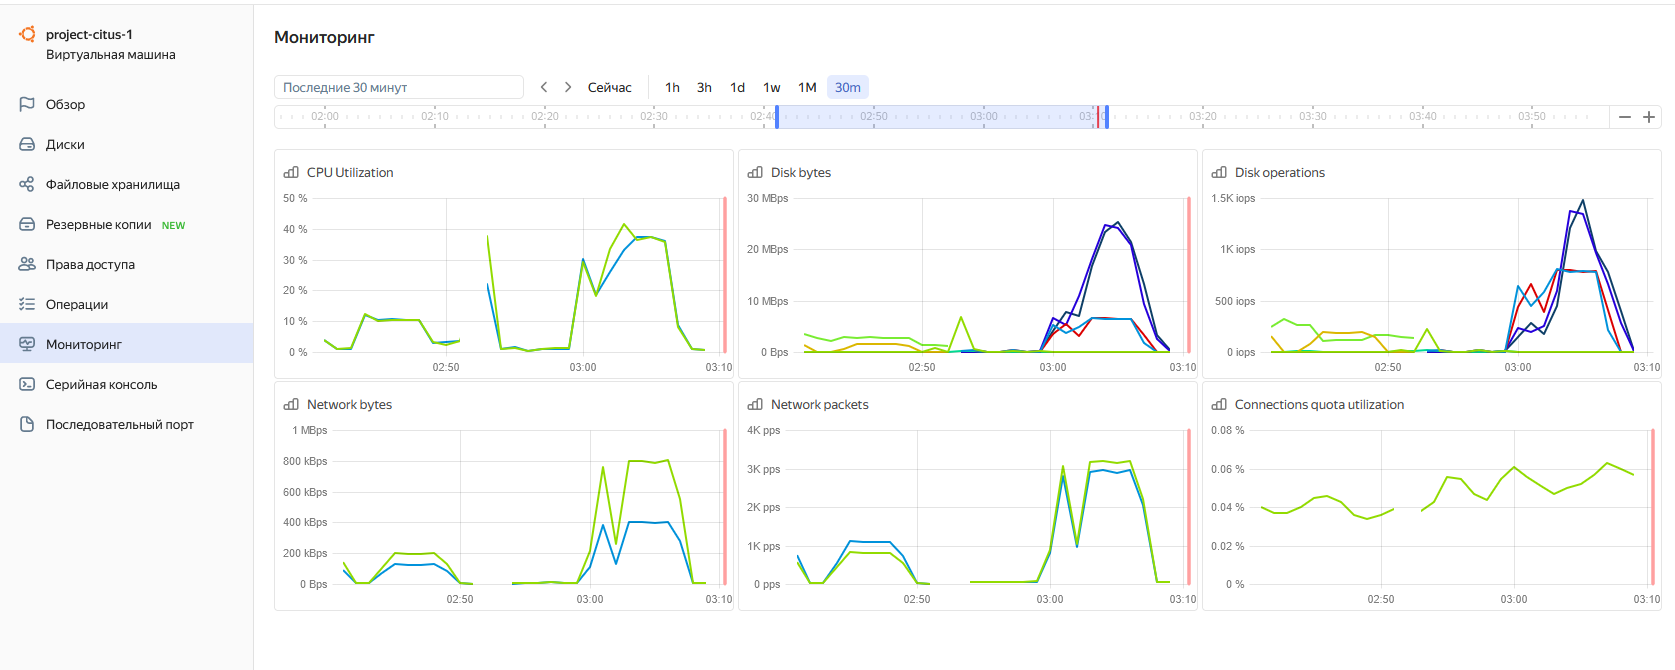 project-citus-1
Виртуальная машина
Обзор
Диски
Файловые хранилища
Резервные копии NEW
Права доступа
Операции
Мониторинг
Серийная консоль
Последовательный порт
Мониторинг
Последние 30 минут
Сейчас 1h 3h 1d 1w 1M 30m
02:00 02:10 02:20 02:30 02:40 02:50 03:00 03:10 03:20 03:30 03:40 03:50
CPU Utilization
50 %
40 %
30 %
20 %
10 %
0 %
02:50 03:00 03:10
Disk bytes
30 MBps
20 MBps
10 MBps
0 Bps
02:50 03:00 03:10
Disk operations
1.5K iops
1K iops
500 iops
0 iops
02:50 03:00 03:10
Network bytes
1 MBps
800 kBps
600 kBps
400 kBps
200 kBps
0 Bps
02:50 03:00 03:10
Network packets
4K pps
3K pps
2K pps
1K pps
0 pps
02:50 03:00 03:10
Connections quota utilization
0.08 %
0.06 %
0.04 %
0.02 %
0 %
02:50 03:00 03:10